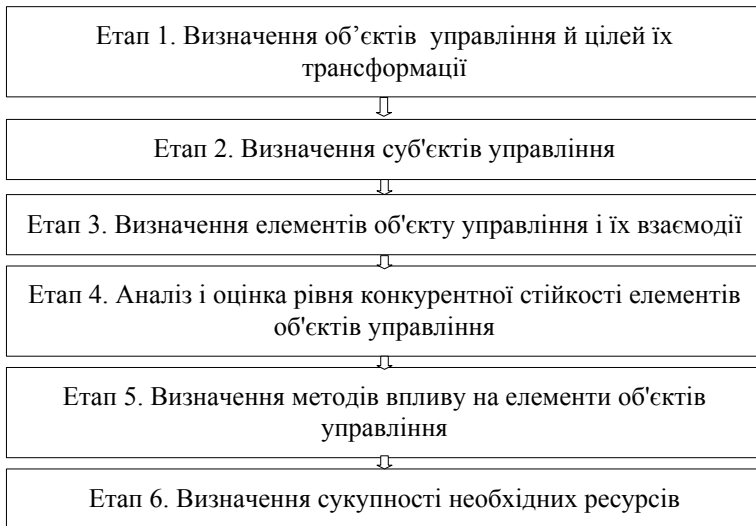 Етап 1. Визначення об’єктів  управління й цілей їх
трансформації
Етап 2. Визначення суб'єктів управління
Етап 3. Визначення елементів об'єкту управління і їх взаємодії
Етап 4. Аналіз і оцінка рівня конкурентної стійкості елементів
об'єктів управління
Етап 5. Визначення методів впливу на елементи об'єктів
управління
Етап 6. Визначення сукупності необхідних ресурсів